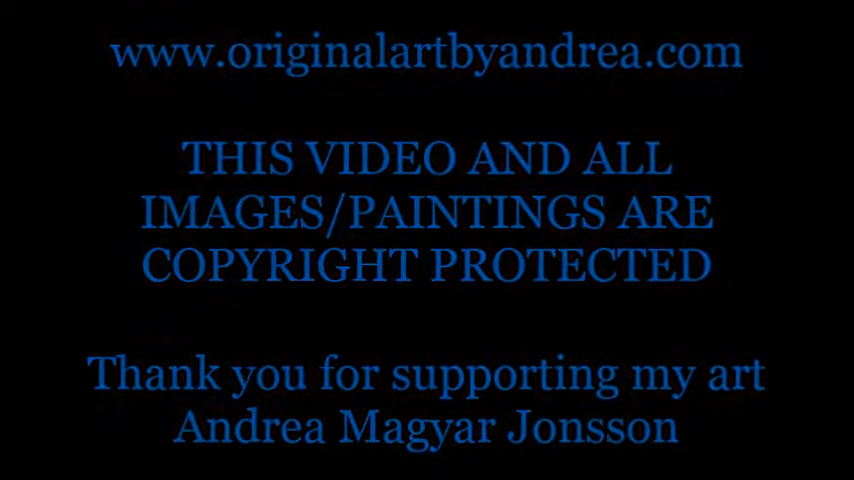 www.originalartbyandrea.com
THIS VIDEO AND ALL
IMAGES/PAINTINGS ARE
COPYRIGHT PROTECTED
Thank you for supporting my art
Andrea Magyar Jonsson